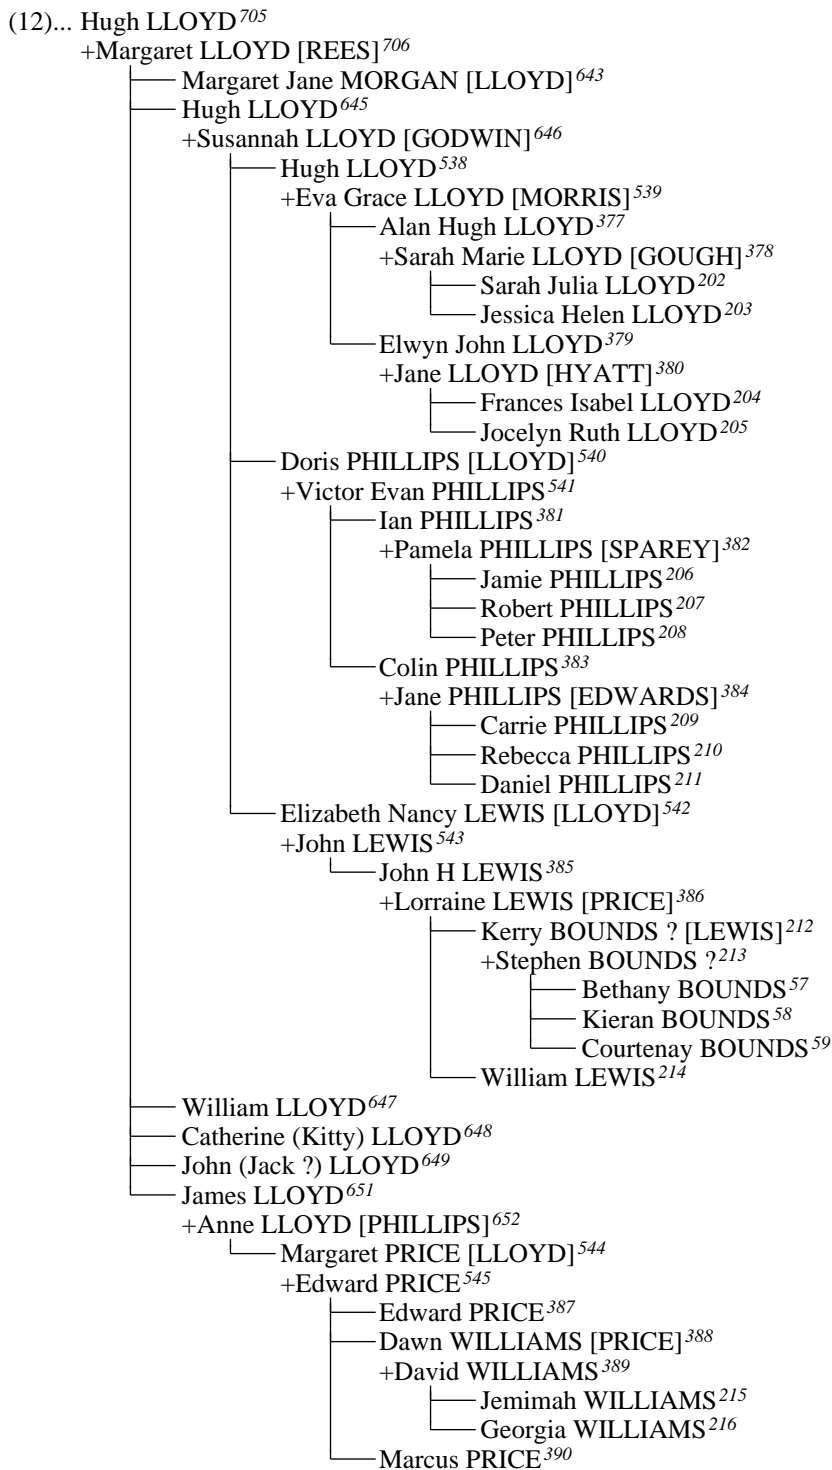 (12)... Hugh LLOYD705
+Margaret LLOYD [REES]706
Margaret Jane MORGAN [LLOYD]643
Hugh LLOYD645
+Susannah LLOYD [GODWIN]646
Hugh LLOYD538
+Eva Grace LLOYD [MORRIS]539
Alan Hugh LLOYD377
+Sarah Marie LLOYD [GOUGH]378
Sarah Julia LLOYD202
Jessica Helen LLOYD203
Elwyn John LLOYD379
+Jane LLOYD [HYATT]380
Frances Isabel LLOYD204
Jocelyn Ruth LLOYD205
Doris PHILLIPS [LLOYD]540
+Victor Evan PHILLIPS541
Ian PHILLIPS381
+Pamela PHILLIPS [SPAREY]382
Jamie PHILLIPS206
Robert PHILLIPS207
Peter PHILLIPS208
Colin PHILLIPS383
+Jane PHILLIPS [EDWARDS]384
Carrie PHILLIPS209
Rebecca PHILLIPS210
Daniel PHILLIPS211
Elizabeth Nancy LEWIS [LLOYD]542
+John LEWIS543
John H LEWIS385
+Lorraine LEWIS [PRICE]386
Kerry BOUNDS ? [LEWIS]212
+Stephen BOUNDS ?213
Bethany BOUNDS57
Kieran BOUNDS58
Courtenay BOUNDS59
William LEWIS214
William LLOYD647
Catherine (Kitty) LLOYD648
John (Jack ?) LLOYD649
James LLOYD651
+Anne LLOYD [PHILLIPS]652
Margaret PRICE [LLOYD]544
+Edward PRICE545
Edward PRICE387
Dawn WILLIAMS [PRICE]388
+David WILLIAMS389
Jemimah WILLIAMS215
Georgia WILLIAMS216
Marcus PRICE390